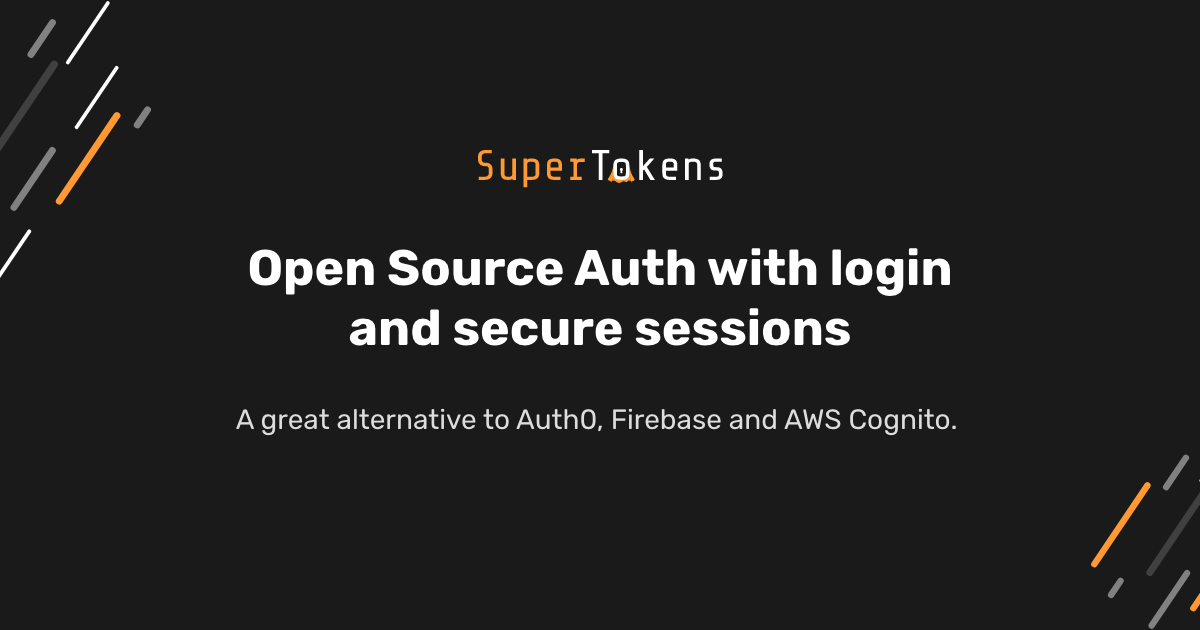 SuperTokens
Open Source Auth with login
and secure sessions
A great alternative to Auth0, Firebase and AWS Cognito.